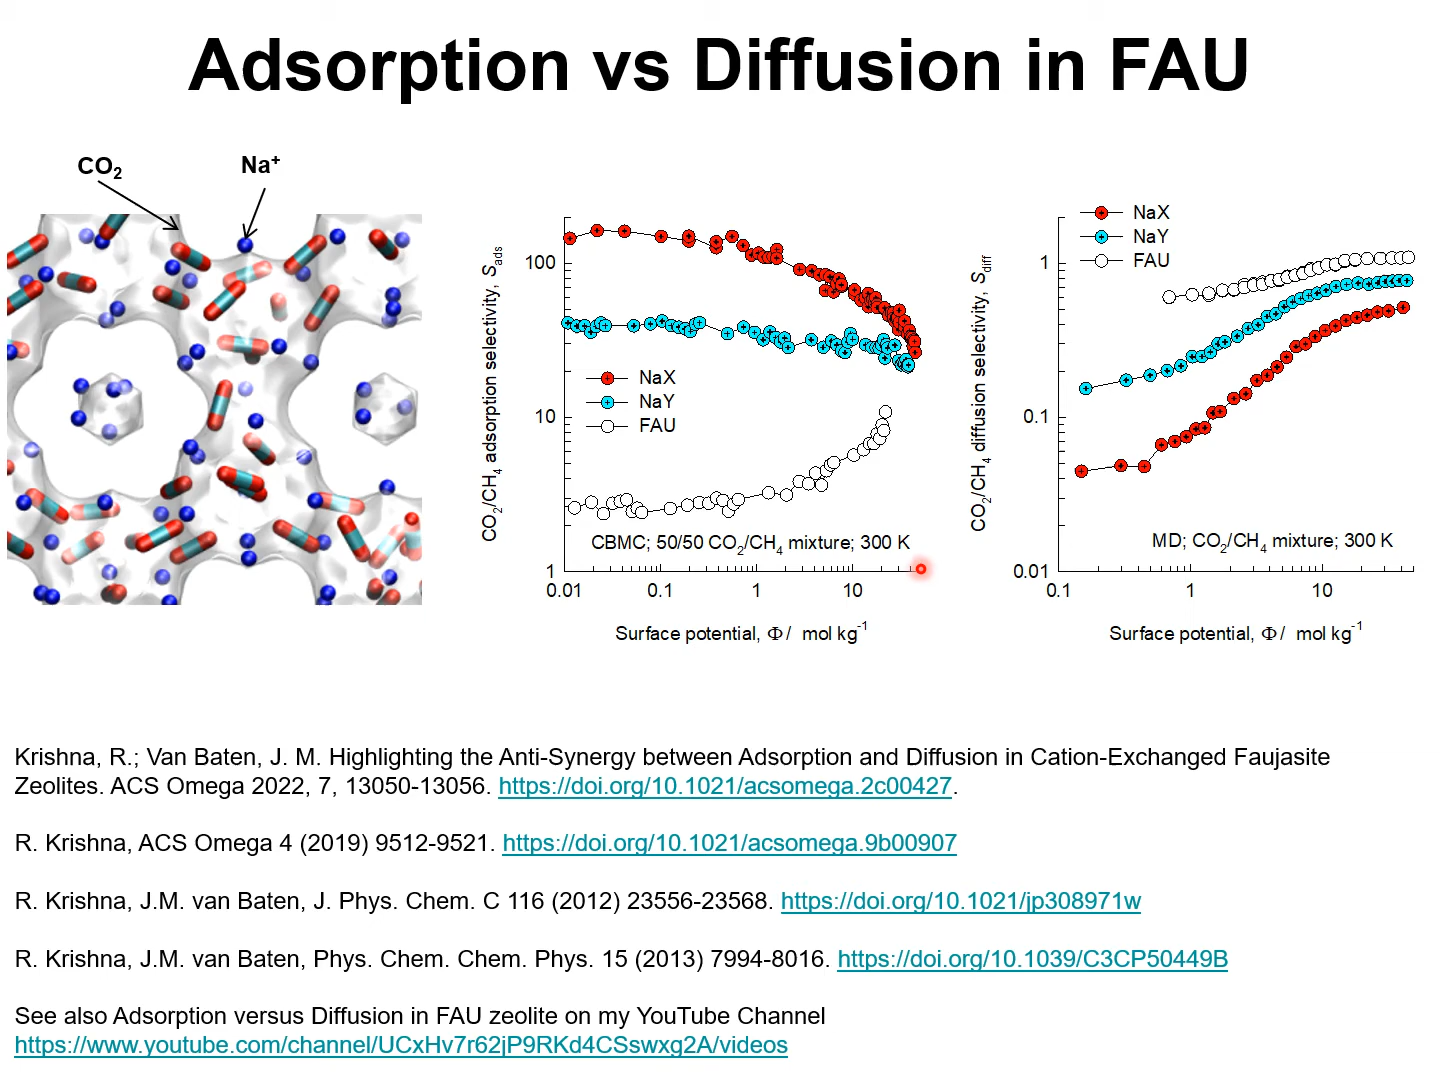 Adsorption vs Diffusion in FAU
CO₂
Na⁺
CO₂/CH₄ adsorption selectivity, S_ads
100
10
1
NaX
NaY
FAU
CBMC; 50/50 CO₂/CH₄ mixture; 300 K
0.01 0.1 1 10
Surface potential, Φ / mol kg⁻¹
CO₂/CH₄ diffusion selectivity, S_diff
NaX
NaY
FAU
1
0.1
0.01
MD; CO₂/CH₄ mixture; 300 K
0.1 1 10
Surface potential, Φ / mol kg⁻¹
Krishna, R.; Van Baten, J. M. Highlighting the Anti-Synergy between Adsorption and Diffusion in Cation-Exchanged Faujasite
Zeolites. ACS Omega 2022, 7, 13050-13056. https://doi.org/10.1021/acsomega.2c00427.
R. Krishna, ACS Omega 4 (2019) 9512-9521. https://doi.org/10.1021/acsomega.9b00907
R. Krishna, J.M. van Baten, J. Phys. Chem. C 116 (2012) 23556-23568. https://doi.org/10.1021/jp308971w
R. Krishna, J.M. van Baten, Phys. Chem. Chem. Phys. 15 (2013) 7994-8016. https://doi.org/10.1039/C3CP50449B
See also Adsorption versus Diffusion in FAU zeolite on my YouTube Channel
https://www.youtube.com/channel/UCxHv7r62jP9RKd4CSswxg2A/videos